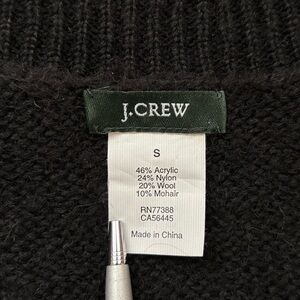 J.CREW
S
46% Acrylic
24% Nylon
20% Wool
10% Mohair
RN77388
CA56445
Made in China